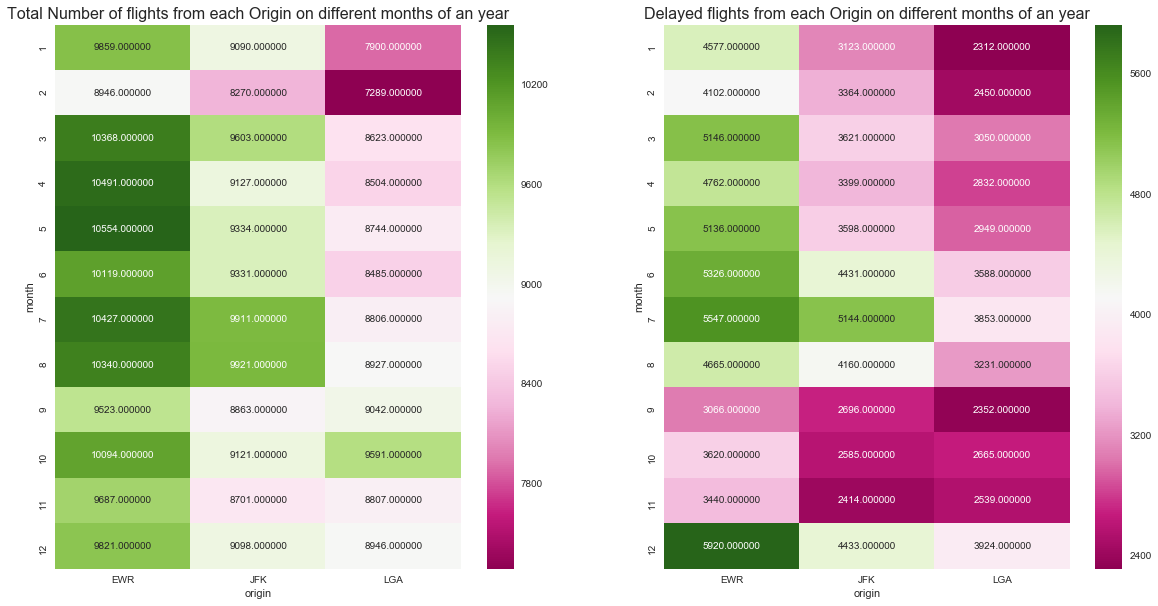 Total Number of flights from each Origin on different months of an year
1 9859.000000 9090.000000 7900.000000
2 8946.000000 8270.000000 7289.000000
3 10368.000000 9603.000000 8623.000000
4 10491.000000 9127.000000 8504.000000
5 10554.000000 9334.000000 8744.000000
6 10119.000000 9331.000000 8485.000000
7 10427.000000 9911.000000 8806.000000
8 10340.000000 9921.000000 8927.000000
9 9523.000000 8863.000000 9042.000000
10 10094.000000 9121.000000 9591.000000
11 9687.000000 8701.000000 8807.000000
12 9821.000000 9098.000000 8946.000000
month
EWR JFK LGA
origin
10200
9600
9000
8400
7800
Delayed flights from each Origin on different months of an year
1 4577.000000 3123.000000 2312.000000
2 4102.000000 3364.000000 2450.000000
3 5146.000000 3621.000000 3050.000000
4 4762.000000 3399.000000 2832.000000
5 5136.000000 3598.000000 2949.000000
6 5326.000000 4431.000000 3588.000000
7 5547.000000 5144.000000 3853.000000
8 4665.000000 4160.000000 3231.000000
9 3066.000000 2696.000000 2352.000000
10 3620.000000 2585.000000 2665.000000
11 3440.000000 2414.000000 2539.000000
12 5920.000000 4433.000000 3924.000000
month
EWR JFK LGA
origin
5600
4800
4000
3200
2400